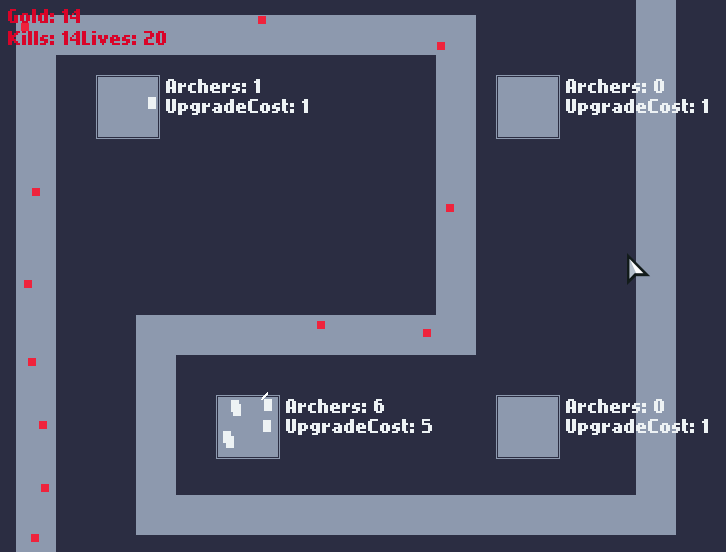 Gold: 14
Kills: 14Lives: 20
Archers: 1
UpgradeCost: 1
Archers: 0
UpgradeCost: 1
Archers: 6
UpgradeCost: 5
Archers: 0
UpgradeCost: 1